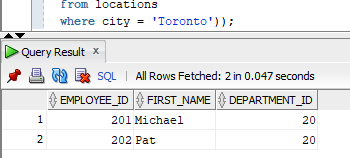 from locations
where city = 'Toronto'));
Query Result ×
SQL | All Rows Fetched: 2 in 0.047 seconds
EMPLOYEE_ID FIRST_NAME DEPARTMENT_ID
1 201 Michael 20
2 202 Pat 20